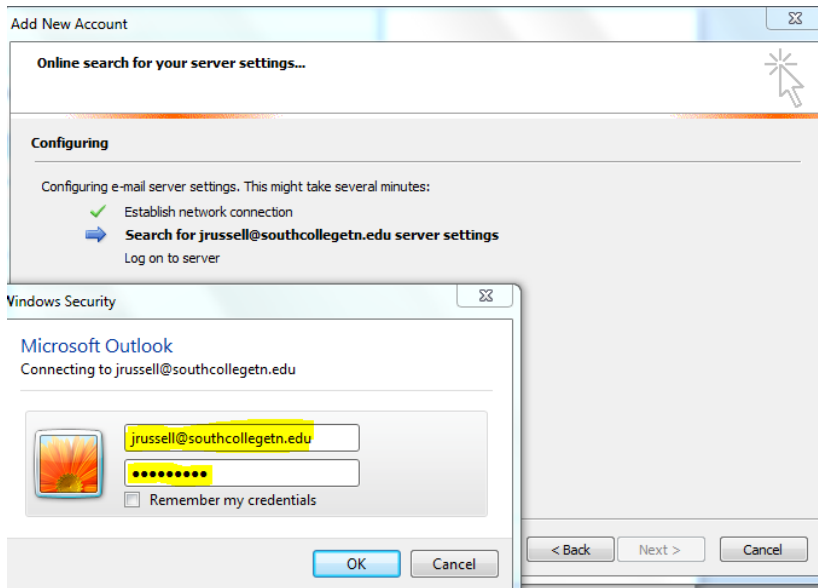 Add New Account
Online search for your server settings...
Configuring
Configuring e-mail server settings. This might take several minutes:
Establish network connection
Search for jrussell@southcollegetn.edu server settings
Log on to server
Windows Security
Microsoft Outlook
Connecting to jrussell@southcollegetn.edu
jrussell@southcollegetn.edu
•••••••••
Remember my credentials
OK Cancel
< Back Next > Cancel